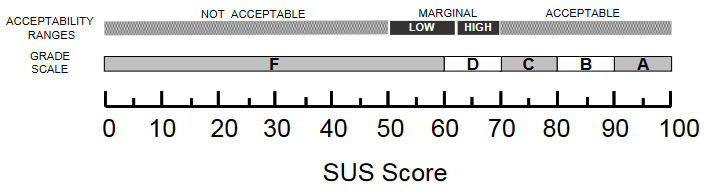 ACCEPTABILITY
RANGES
NOT ACCEPTABLE
MARGINAL
ACCEPTABLE
LOW
HIGH
GRADE
SCALE
F
D
C
B
A
0 10 20 30 40 50 60 70 80 90 100
SUS Score